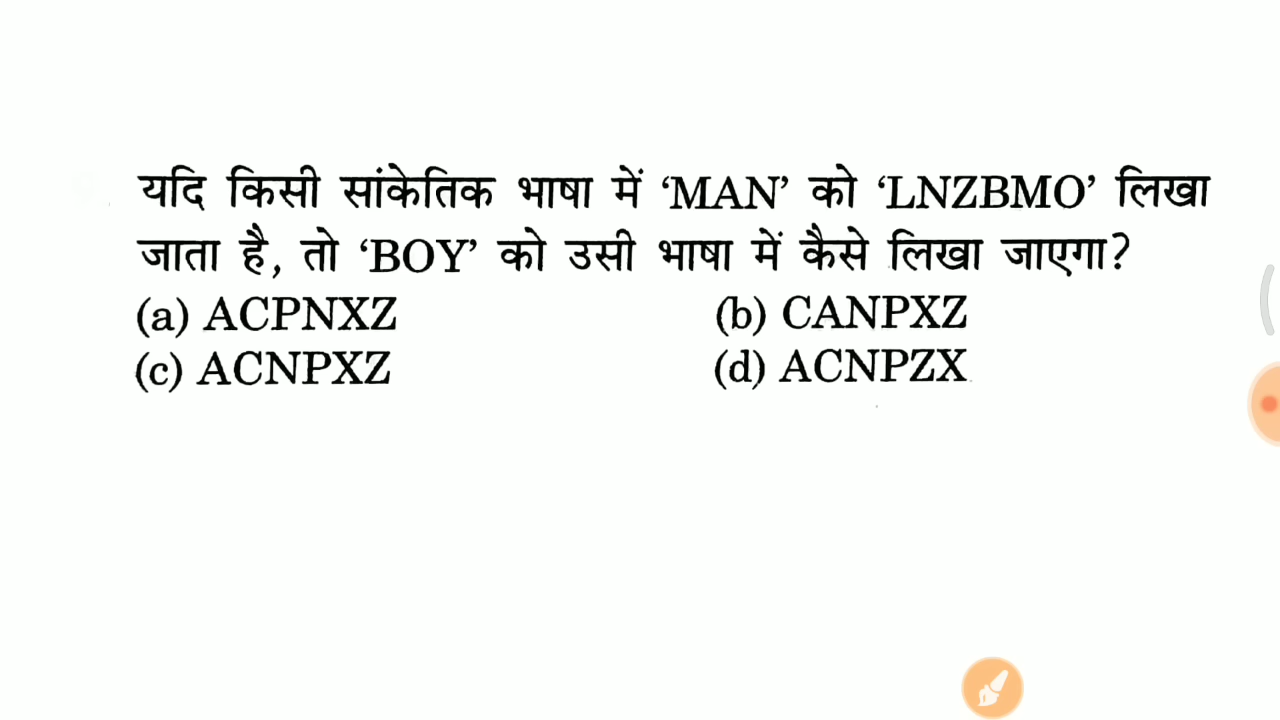 यदि किसी सांकेतिक भाषा में ‘MAN’ को ‘LNZBMO’ लिखा
जाता है, तो ‘BOY’ को उसी भाषा में कैसे लिखा जाएगा?
(a) ACPNXZ (b) CANPXZ
(c) ACNPXZ (d) ACNPZX